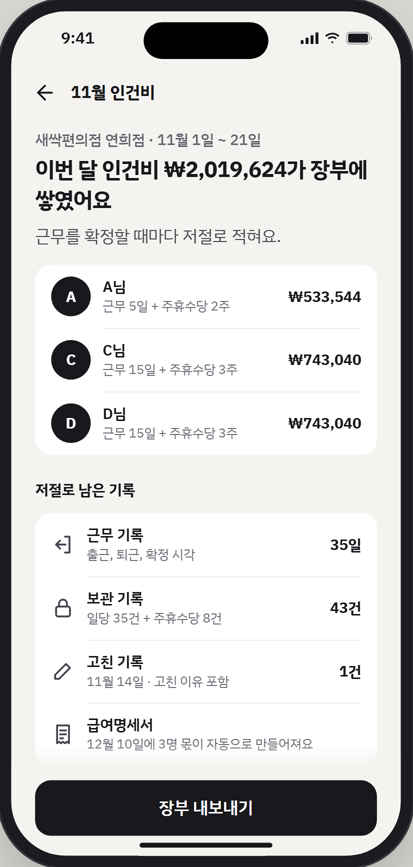 9:41
11월 인건비
새싹편의점 연희점 · 11월 1일 ~ 21일
이번 달 인건비 ₩2,019,624가 장부에
쌓였어요
근무를 확정할 때마다 저절로 적혀요.
A
A님
근무 5일 + 주휴수당 2주
₩533,544
C
C님
근무 15일 + 주휴수당 3주
₩743,040
D
D님
근무 15일 + 주휴수당 3주
₩743,040
저절로 남은 기록
근무 기록
출근, 퇴근, 확정 시각
35일
보관 기록
일당 35건 + 주휴수당 8건
43건
고친 기록
11월 14일 · 고친 이유 포함
1건
급여명세서
12월 10일에 3명 몫이 자동으로 만들어져요
장부 내보내기